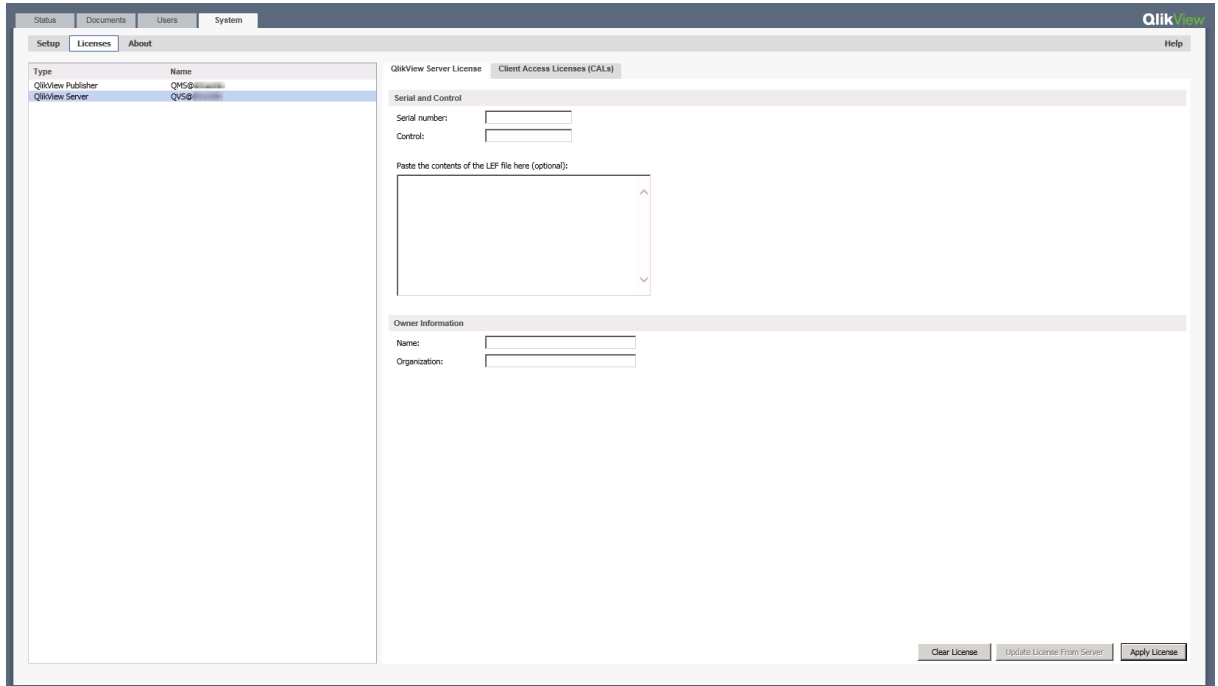 Status Documents Users System
QlikView
Setup Licenses About Help
Type Name
QlikView Publisher QMS@
QlikView Server QVS@
QlikView Server License Client Access Licenses (CALs)
Serial and Control
Serial number:
Control:
Paste the contents of the LEF file here (optional):
Owner Information
Name:
Organization:
Clear License Update License From Server Apply License